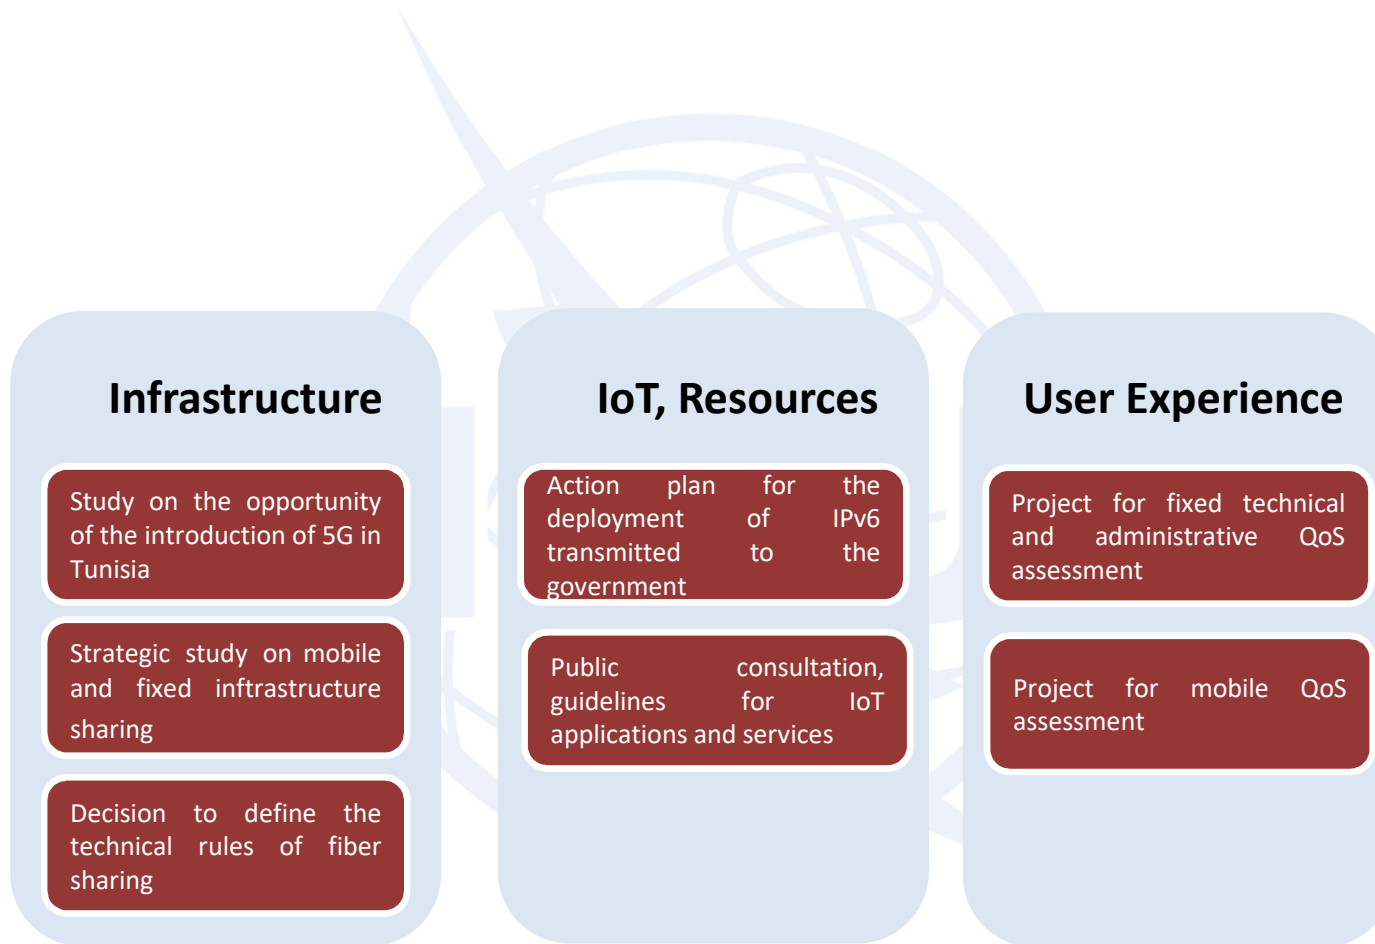 Infrastructure
Study on the opportunity
of the introduction of 5G in
Tunisia
Strategic study on mobile
and fixed inftrastructure
sharing
Decision to define the
technical rules of fiber
sharing
IoT, Resources
Action plan for the
deployment of IPv6
transmitted to the
government
Public consultation,
guidelines for IoT
applications and services
User Experience
Project for fixed technical
and administrative QoS
assessment
Project for mobile QoS
assessment